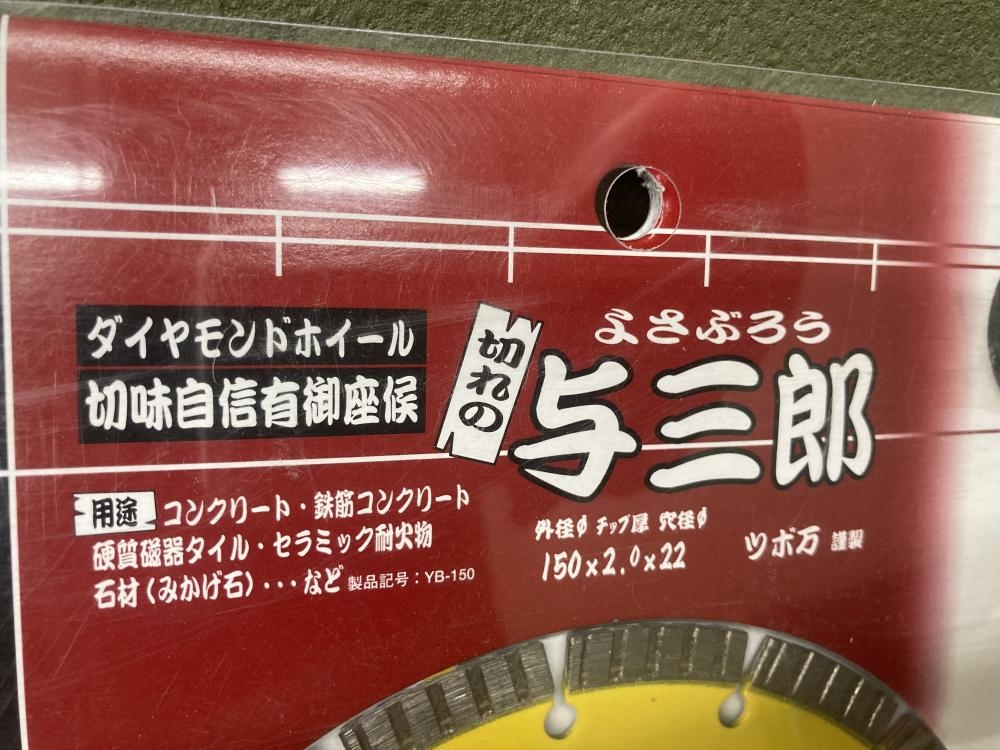 ダイヤモンドホイール
切味自信有御座候
切れの
よさぶろう
与三郎
用途 コンクリート・鉄筋コンクリート
硬質磁器タイル・セラミック耐火物
石材(みかげ石)・・・など 製品記号:YB-150
外径φ チップ厚 穴径φ
150×2.0×22
ツボ万 謹製